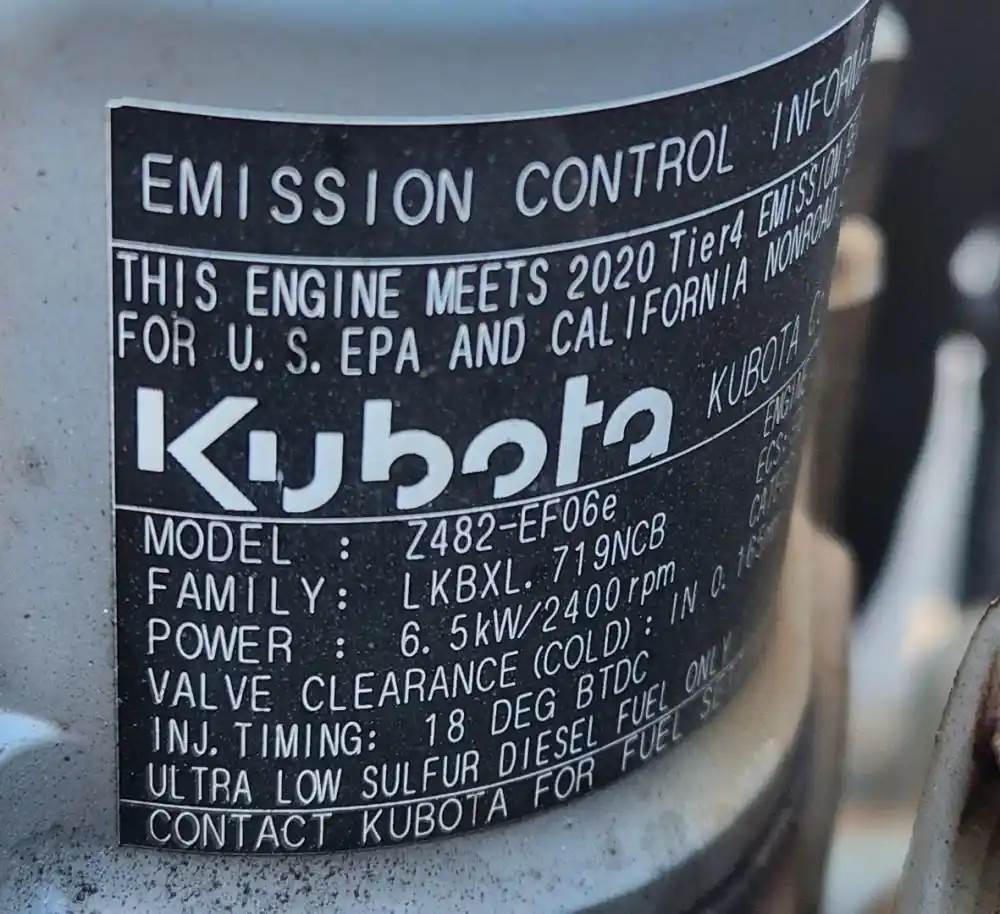 EMISSION CONTROL
THIS ENGINE MEETS 2020 Tier4 EMISSION
FOR U.S.EPA AND CALIFORNIA NONROAD
Kubota KUBOTA
MODEL : Z482-EF06e
FAMILY: LKBXL.719NCB
POWER : 6.5kW/2400rpm
VALVE CLEARANCE (COLD): IN
INJ.TIMING: 18 DEG BTDC
ULTRA LOW SULFUR DIESEL FUEL ONLY
CONTACT KUBOTA FOR FUEL